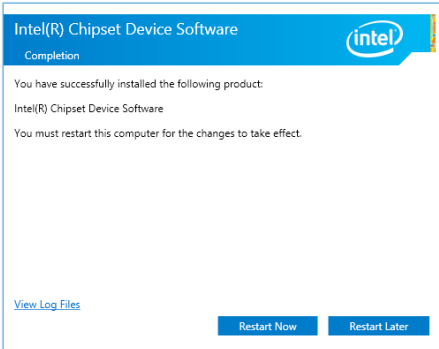 Intel(R) Chipset Device Software
Completion
intel
You have successfully installed the following product:
Intel(R) Chipset Device Software
You must restart this computer for the changes to take effect.
View Log Files
Restart Now
Restart Later